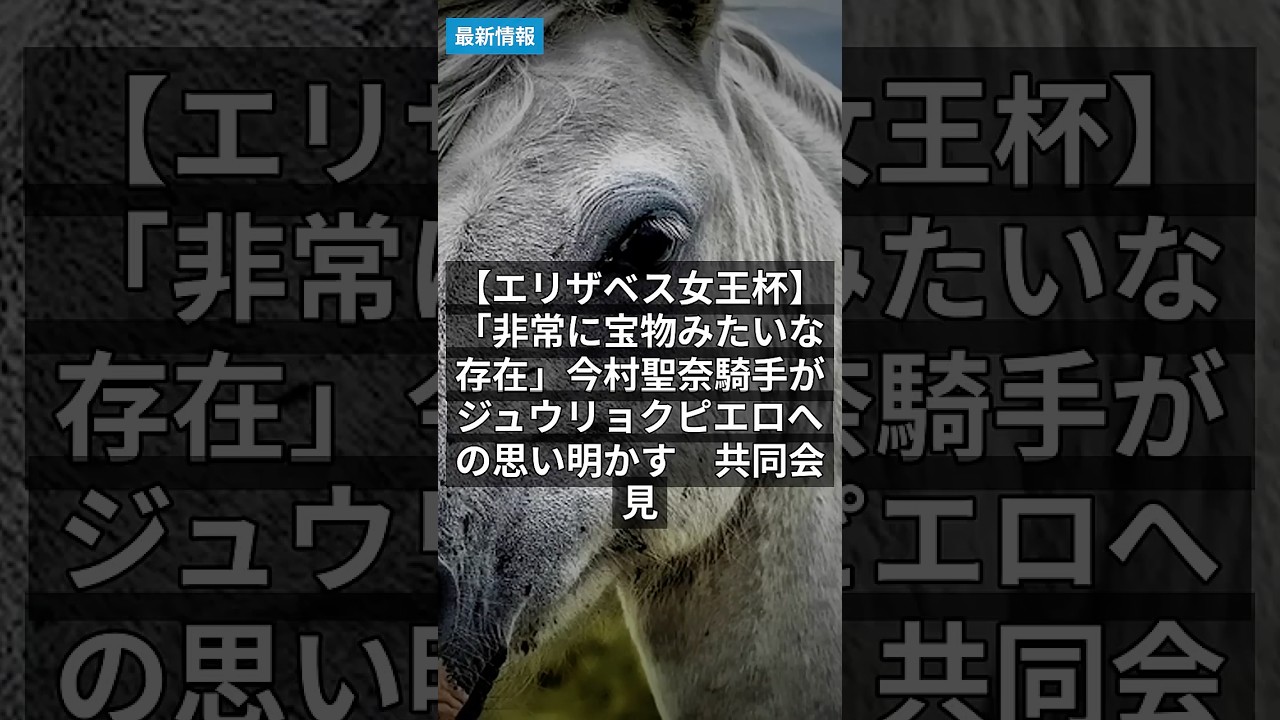 最新情報
【エリザベス女王杯】
「非常に宝物みたいな
存在」今村聖奈騎手が
ジュウリョクピエロへ
の思い明かす　共同会
見